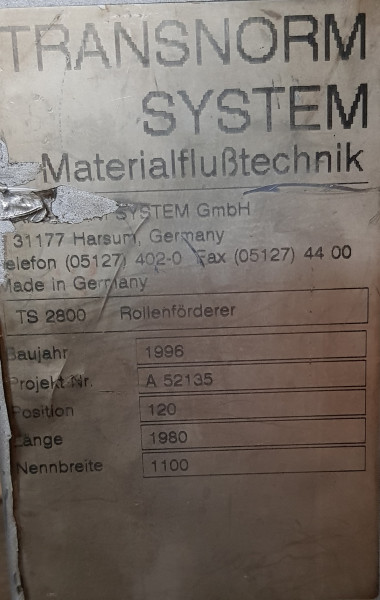 TRANSNORM
SYSTEM
Materialflußtechnik
SYSTEM GmbH
31177 Harsum, Germany
elefon (05127) 402-0 Fax (05127) 44 00
Made in Germany
TS 2800 Rollenförderer
Baujahr 1996
Projekt Nr. A 52135
Position 120
Länge 1980
Nennbreite 1100